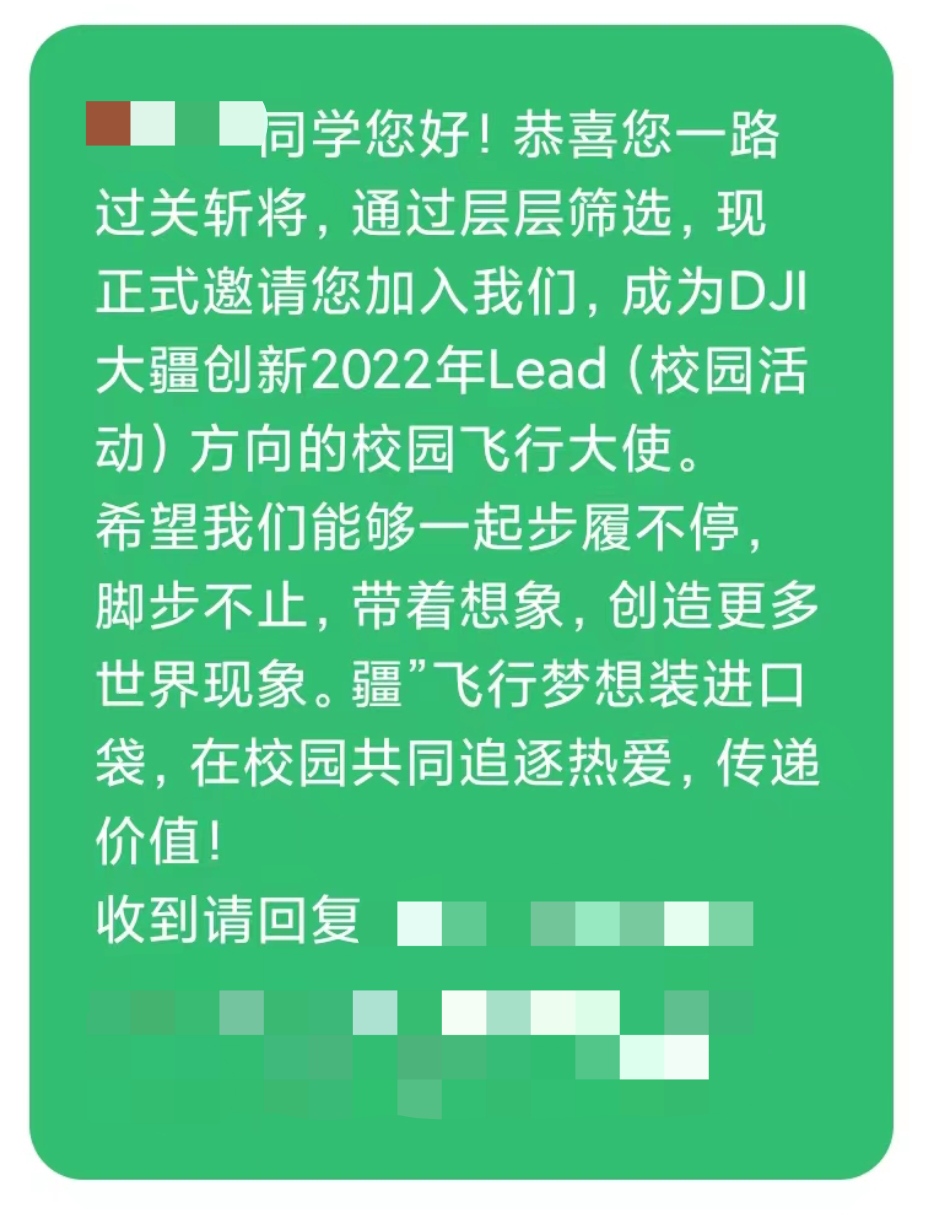 同学您好！恭喜您一路
过关斩将，通过层层筛选，现
正式邀请您加入我们，成为DJI
大疆创新2022年Lead（校园活
动）方向的校园飞行大使。
希望我们能够一起步履不停，
脚步不止，带着想象，创造更多
世界现象。疆”飞行梦想装进口
袋，在校园共同追逐热爱，传递
价值！
收到请回复